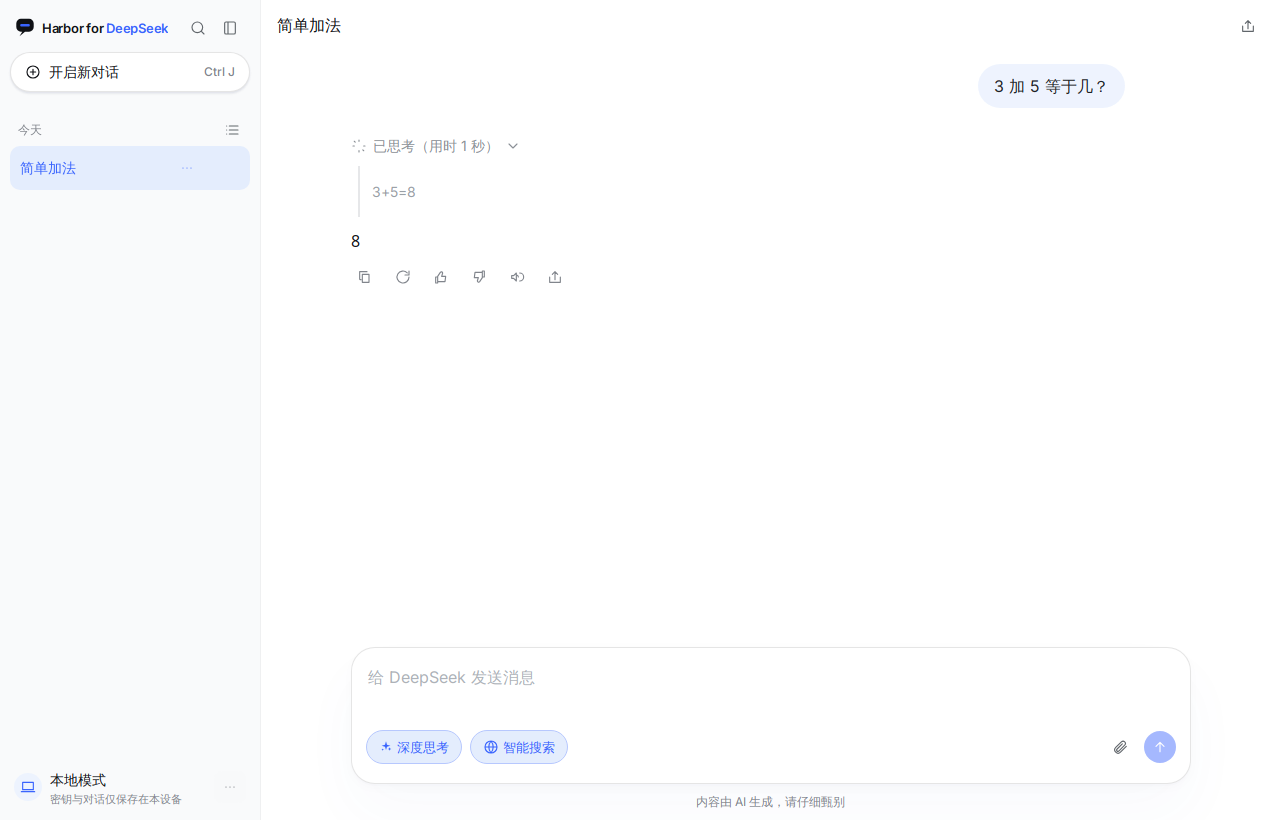 Harbor for DeepSeek
开启新对话 Ctrl J
今天
简单加法
本地模式
密钥与对话仅保存在本设备
简单加法
3 加 5 等于几？
已思考（用时 1 秒）
3+5=8
8
给 DeepSeek 发送消息
深度思考 智能搜索
内容由 AI 生成，请仔细甄别